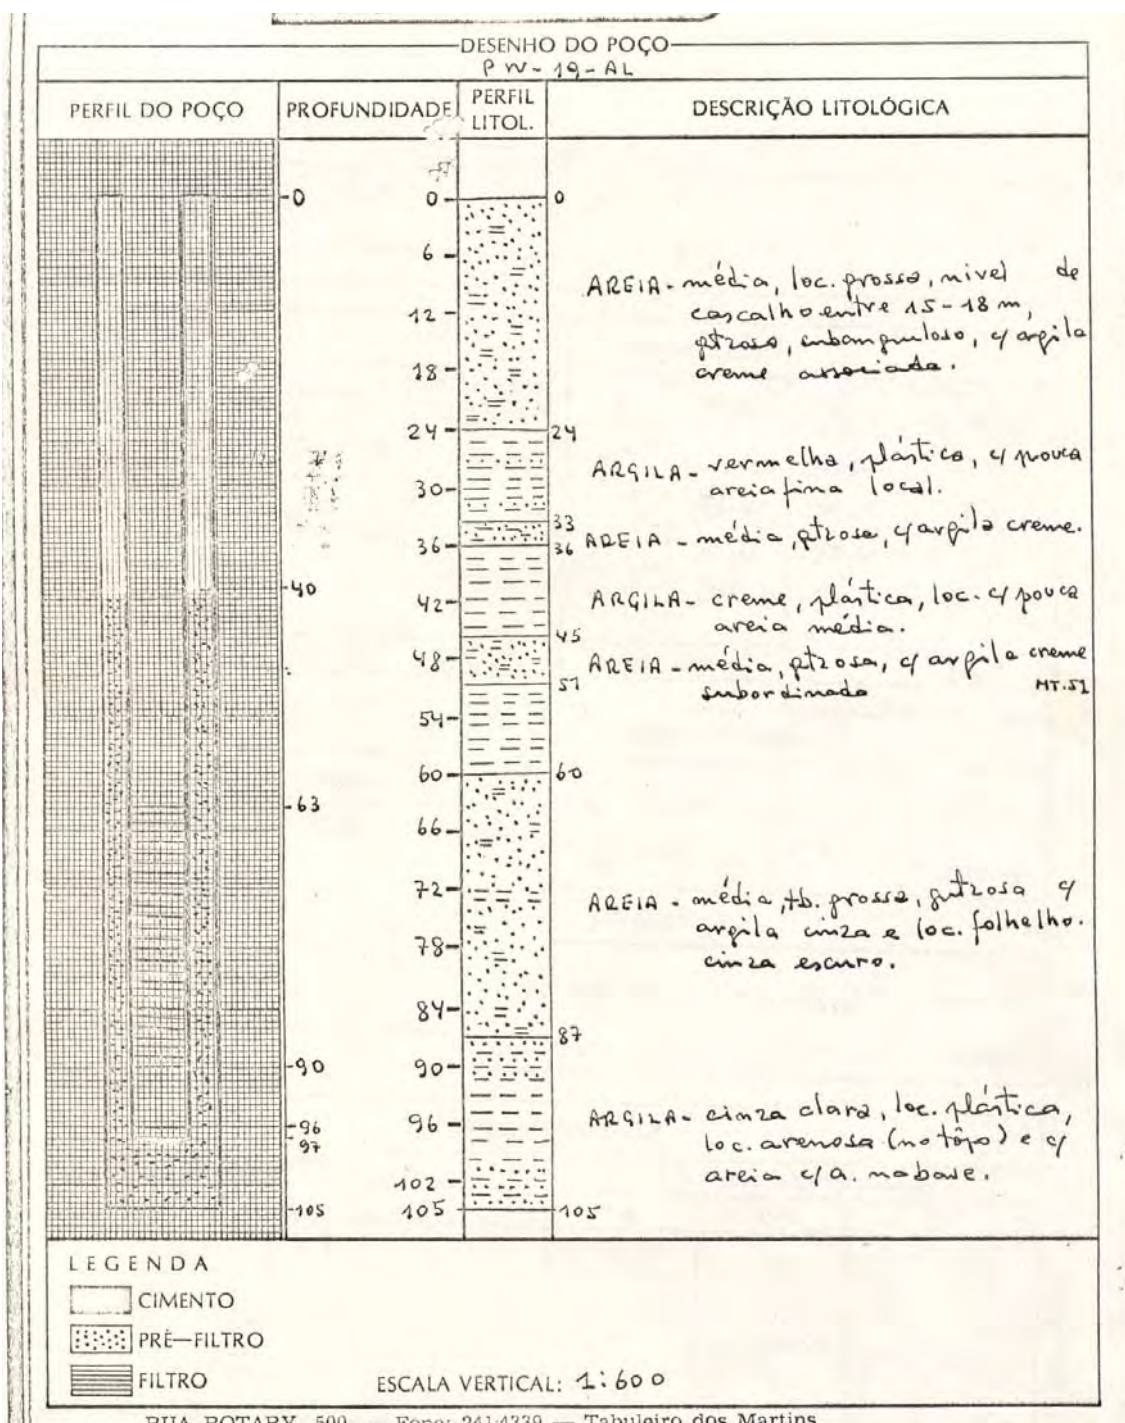 DESENHO DO POÇO
PW-19-AL
PERFIL DO POÇO
PROFUNDIDADE
PERFIL
LITOL.
DESCRIÇÃO LITOLÓGICA
0
40
63
90
96
97
105
0
6
12
18
24
30
36
42
48
54
60
66
72
78
84
90
96
102
105
0
24
33
36
45
51
60
87
105
AREIA - média, loc. grossa, nivel de
cascalho entre 15-18 m,
qtzoso, subanguloso, c/ argila
creme associada.
ARGILA - vermelha, plástica, c/ pouca
areia fina local.
AREIA - média, qtzosa, c/ argila creme.
ARGILA - creme, plástica, loc. c/ pouca
areia média.
AREIA - média, qtzosa, c/ argila creme
subordinada
MT.51
AREIA - média, tb. grossa, qtzosa c/
argila cinza e loc. folhelho.
cinza escuro.
ARGILA - cinza clara, loc. plástica,
loc. arenosa (no tôpo) e c/
areia c/a. na base.
LEGENDA
CIMENTO
PRÉ-FILTRO
FILTRO
ESCALA VERTICAL: 1:600
RUA ROTARY, 500 — Fone: 241-4339 — Tabuleiro dos Martins